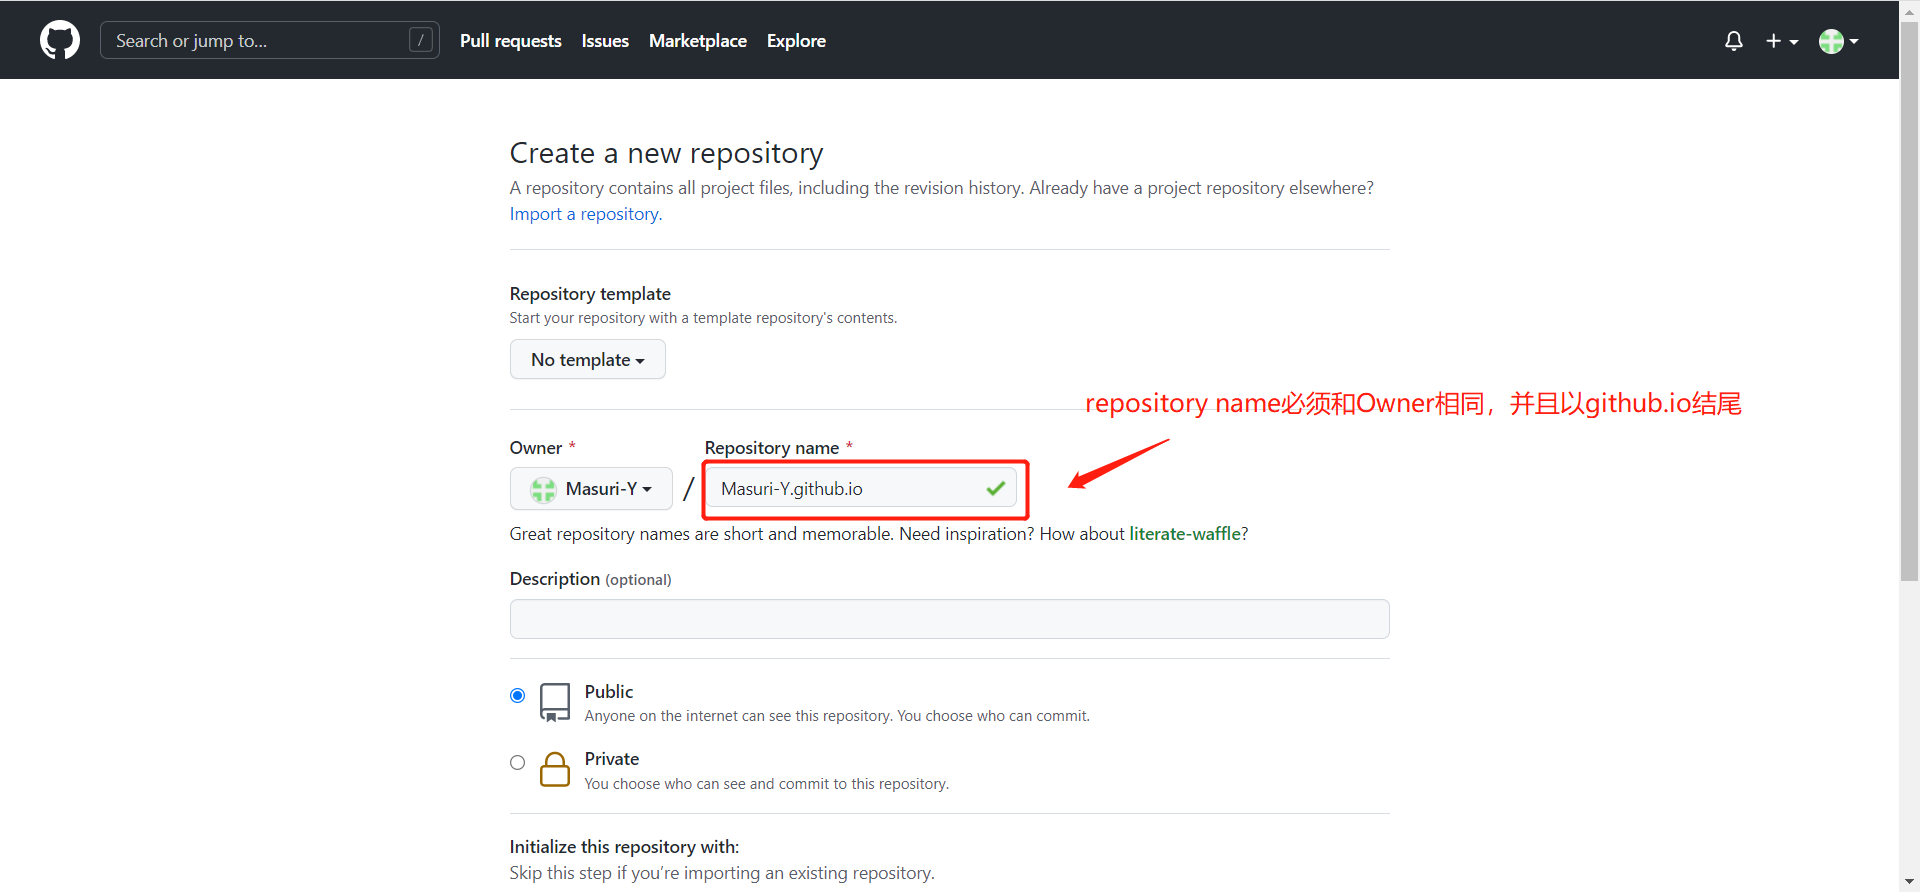 Search or jump to...
/
Pull requests
Issues
Marketplace
Explore
Create a new repository
A repository contains all project files, including the revision history. Already have a project repository elsewhere?
Import a repository.
Repository template
Start your repository with a template repository's contents.
No template
repository name必须和Owner相同，并且以github.io结尾
Owner *
Repository name *
Masuri-Y
/
Masuri-Y.github.io
Great repository names are short and memorable. Need inspiration? How about literate-waffle?
Description (optional)
Public
Anyone on the internet can see this repository. You choose who can commit.
Private
You choose who can see and commit to this repository.
Initialize this repository with:
Skip this step if you’re importing an existing repository.